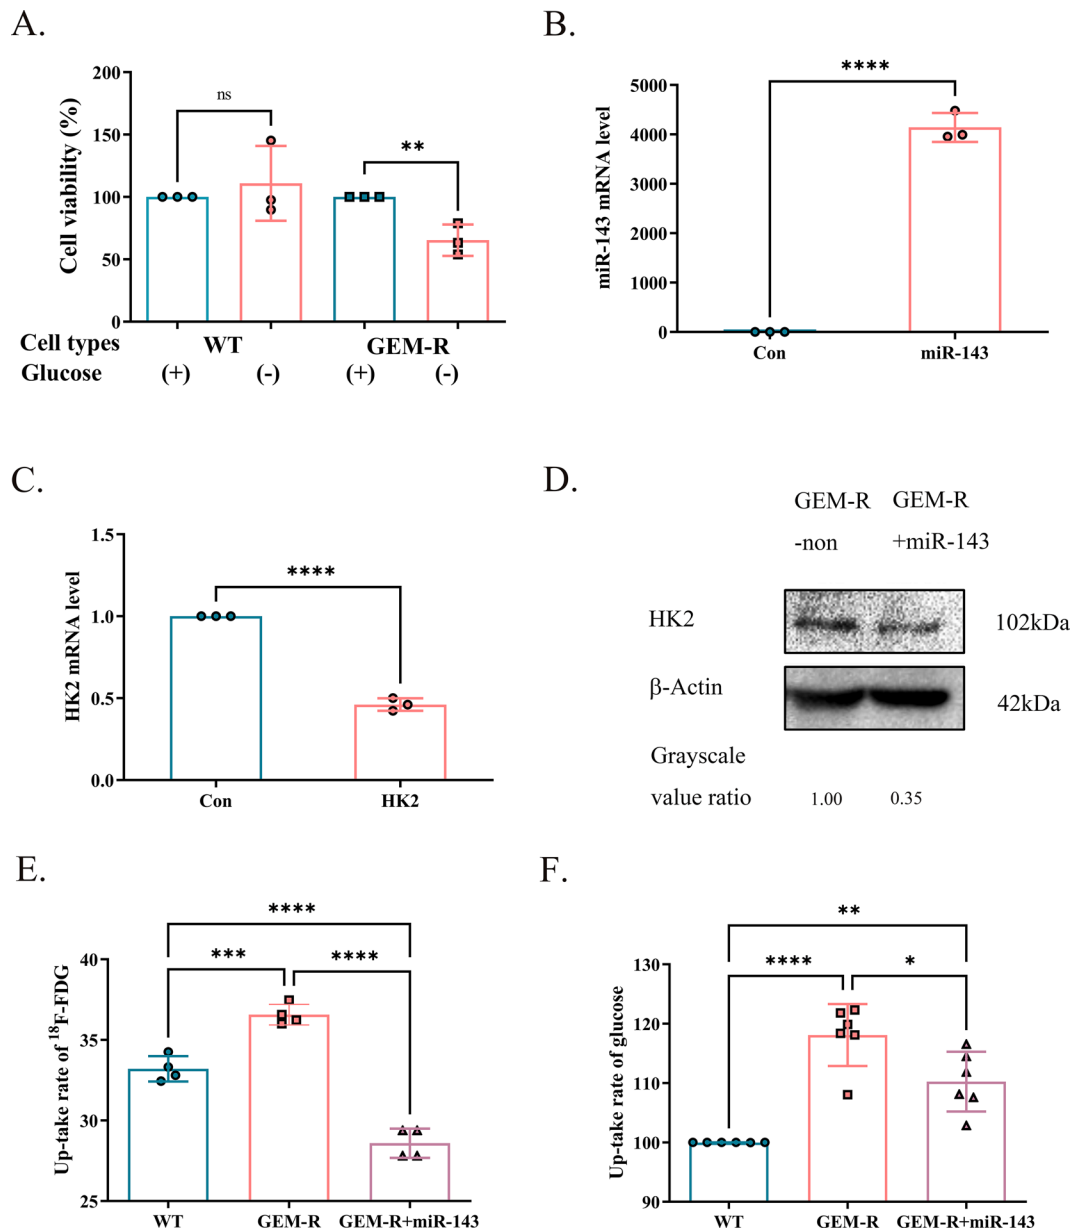 A.
Cell viability (%)
200
150
100
50
0
ns
**
Cell types WT GEM-R
Glucose (+) (-) (+) (-)
B.
miR-143 mRNA level
5000
4000
3000
2000
1000
0
****
Con miR-143
C.
HK2 mRNA level
1.5
1.0
0.5
0.0
****
Con HK2
D.
GEM-R GEM-R
-non +miR-143
HK2 102kDa
β-Actin 42kDa
Grayscale
value ratio 1.00 0.35
E.
Up-take rate of ¹⁸F-FDG
40
35
30
25
****
*** ****
WT GEM-R GEM-R+miR-143
F.
Up-take rate of glucose
130
120
110
100
90
**
**** *
WT GEM-R GEM-R+miR-143